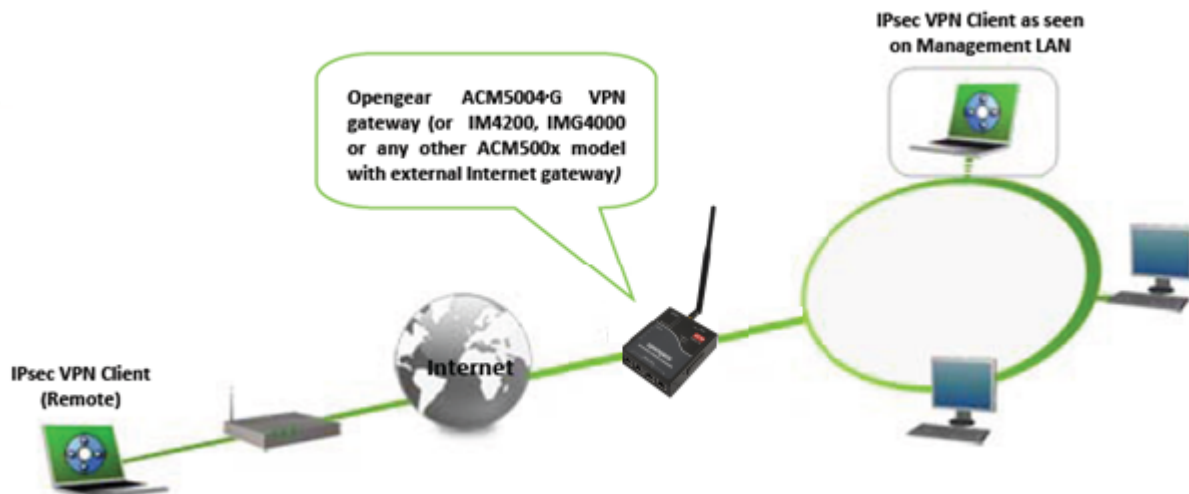 IPsec VPN Client as seen
on Management LAN
Opengear ACM5004-G VPN
gateway (or IM4200, IMG4000
or any other ACM500x model
with external Internet gateway)
Internet
IPsec VPN Client
(Remote)